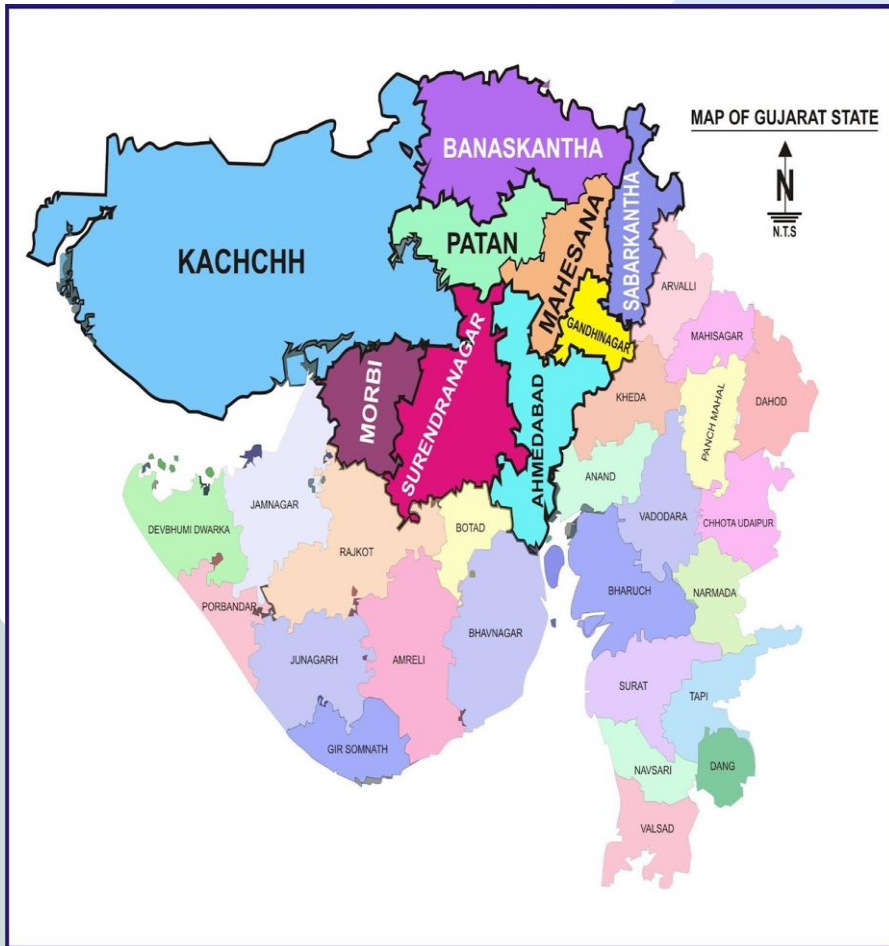 MAP OF GUJARAT STATE
N
N.T.S
BANASKANTHA
SABARKANTHA
PATAN
MAHESANA
KACHCHH
ARVALLI
GANDHINAGAR
MAHISAGAR
SURENDRANAGAR
MORBI
AHMEDABAD
KHEDA
PANCH MAHAL
DAHOD
ANAND
JAMNAGAR
VADODARA
CHHOTA UDAIPUR
DEVBHUMI DWARKA
BOTAD
RAJKOT
BHARUCH
NARMADA
PORBANDAR
BHAVNAGAR
JUNAGARH
AMRELI
SURAT
TAPI
GIR SOMNATH
DANG
NAVSARI
VALSAD